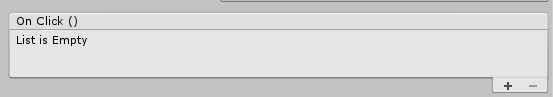 On Click ()
List is Empty
+ −